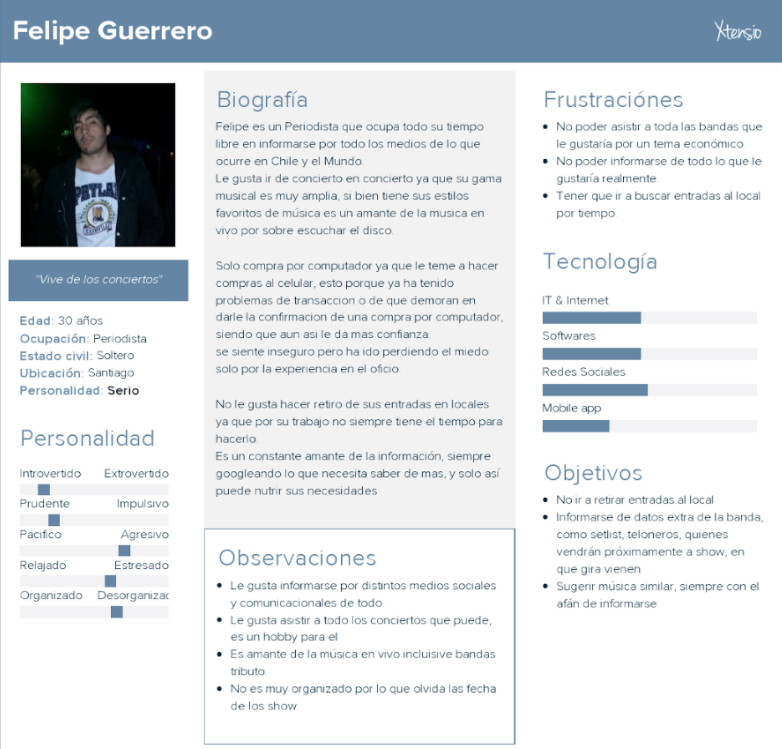 Felipe Guerrero
Xtensio
"Vive de los conciertos"
Edad: 30 años
Ocupación: Periodista
Estado civil: Soltero
Ubicación: Santiago
Personalidad: Serio
Personalidad
Introvertido Extrovertido
Prudente Impulsivo
Pacifico Agresivo
Relajado Estresado
Organizado Desorganizac
Biografía
Felipe es un Periodista que ocupa todo su tiempo
libre en informarse por todo los medios de lo que
ocurre en Chile y el Mundo.
Le gusta ir de concierto en concierto ya que su gama
musical es muy amplia, si bien tiene sus estilos
favoritos de música es un amante de la musica en
vivo por sobre escuchar el disco.
Solo compra por computador ya que le teme a hacer
compras al celular, esto porque ya ha tenido
problemas de transaccion o de que demoran en
darle la confirmacion de una compra por computador,
siendo que aun asi le da mas confianza.
se siente inseguro pero ha ido perdiendo el miedo
solo por la experiencia en el oficio.
No le gusta hacer retiro de sus entradas en locales
ya que por su trabajo no siempre tiene el tiempo para
hacerlo.
Es un constante amante de la información, siempre
googleando lo que necesita saber de mas, y solo así
puede nutrir sus necesidades
Observaciones
Le gusta informarse por distintos medios sociales
y comunicacionales de todo.
Le gusta asistir a todo los conciertos que puede,
es un hobby para el
Es amante de la música en vivo incluisive bandas
tributo.
No es muy organizado por lo que olvida las fecha
de los show.
Frustraciónes
No poder asistir a toda las bandas que
le gustaría por un tema económico.
No poder informarse de todo lo que le
gustaría realmente.
Tener que ir a buscar entradas al local
por tiempo.
Tecnología
IT & Internet
Softwares
Redes Sociales
Mobile app
Objetivos
No ir a retirar entradas al local
Informarse de datos extra de la banda,
como setlist, teloneros, quienes
vendrán próximamente a show, en
que gira vienen.
Sugerir música similar, siempre con el
afán de informarse